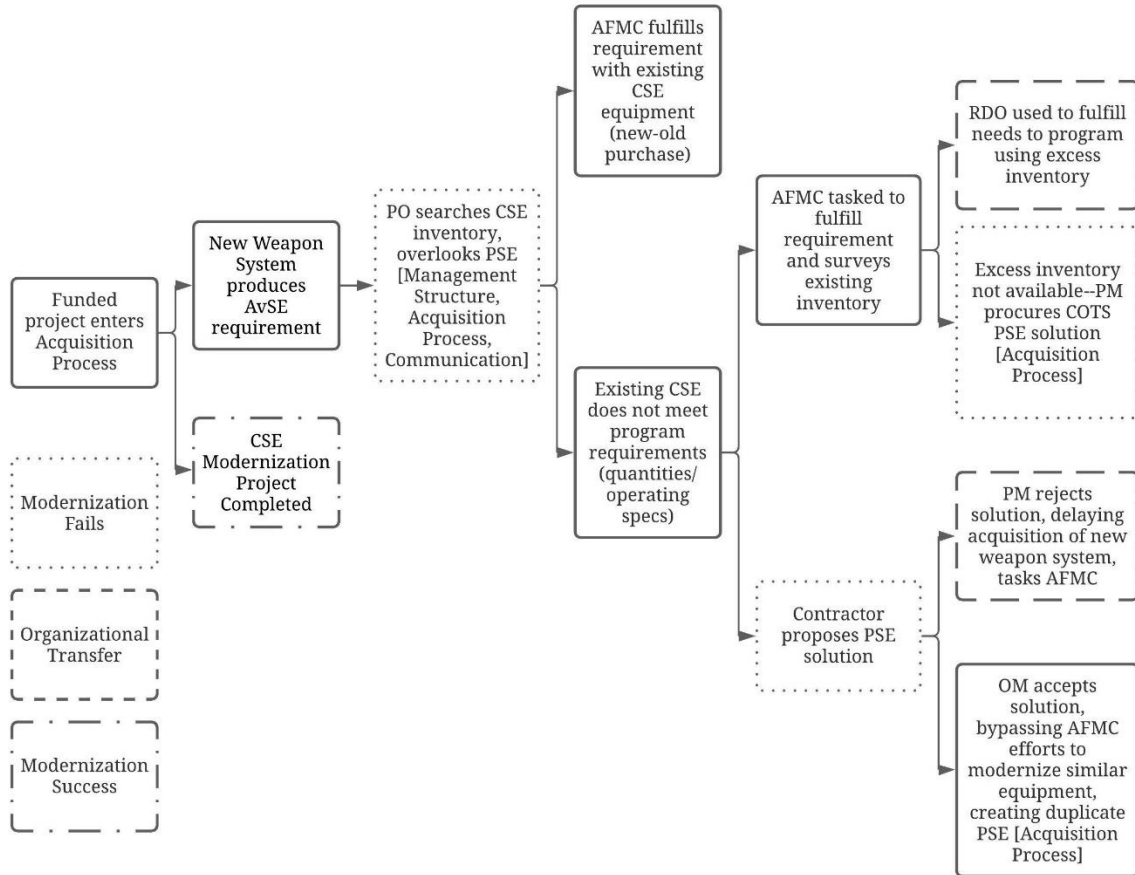 Funded
project enters
Acquisition
Process
New Weapon
System
produces
AvSE
requirement
CSE
Modernization
Project
Completed
PO searches CSE
inventory,
overlooks PSE
[Management
Structure,
Acquisition
Process,
Communication]
AFMC fulfills
requirement
with existing
CSE
equipment
(new-old
purchase)
Existing CSE
does not meet
program
requirements
(quantities/
operating
specs)
AFMC tasked to
fulfill
requirement
and surveys
existing
inventory
Contractor
proposes PSE
solution
RDO used to fulfill
needs to program
using excess
inventory
Excess inventory
not available--PM
procures COTS
PSE solution
[Acquisition
Process]
PM rejects
solution, delaying
acquisition of new
weapon system,
tasks AFMC
OM accepts
solution,
bypassing AFMC
efforts to
modernize similar
equipment,
creating duplicate
PSE [Acquisition
Process]
Modernization
Fails
Organizational
Transfer
Modernization
Success